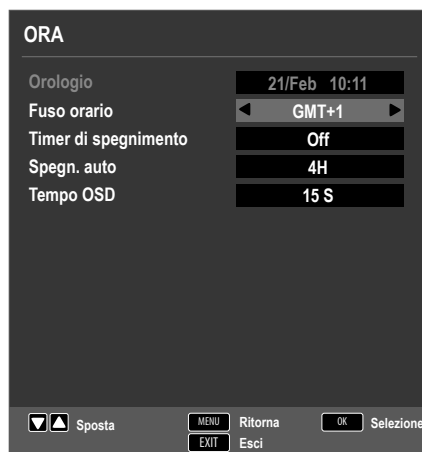 ORA
Orologio 21/Feb 10:11
Fuso orario GMT+1
Timer di spegnimento Off
Spegn. auto 4H
Tempo OSD 15 S
Sposta MENU Ritorna OK Selezione
EXIT Esci